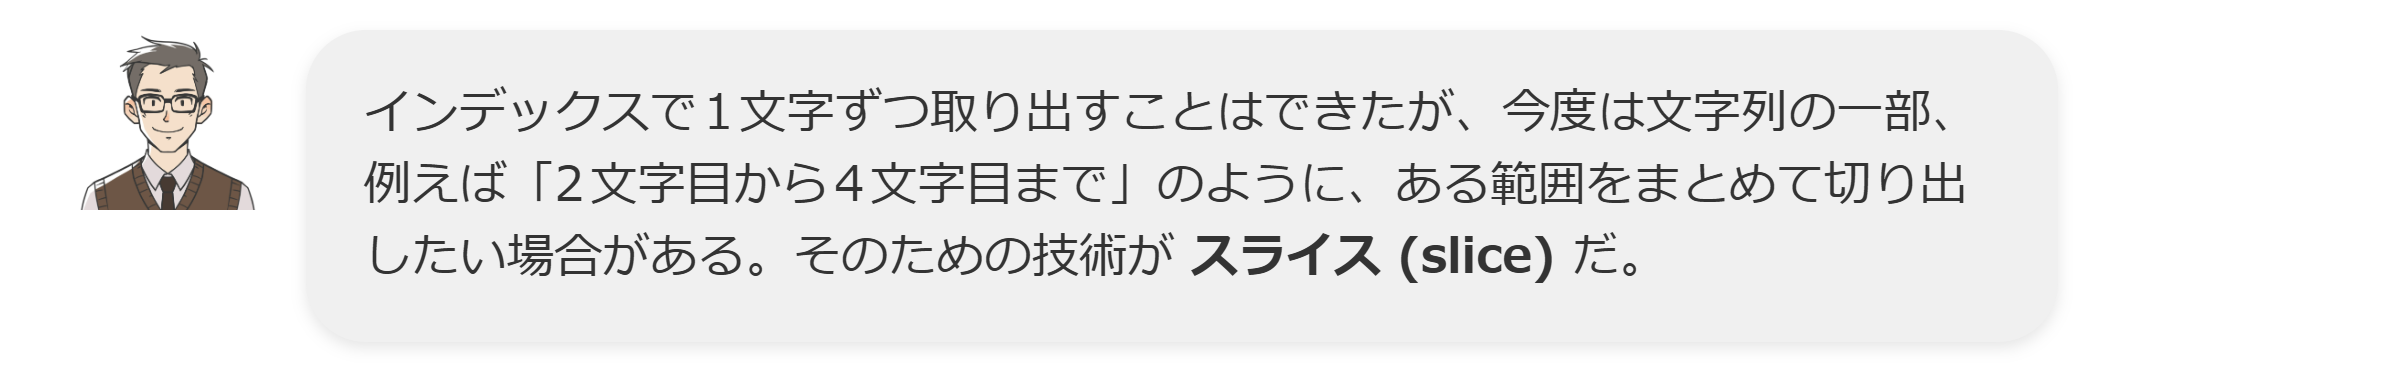 インデックスで１文字ずつ取り出すことはできたが、今度は文字列の一部、
例えば「２文字目から４文字目まで」のように、ある範囲をまとめて切り出
したい場合がある。そのための技術が スライス (slice) だ。